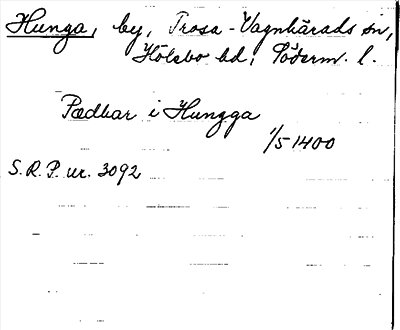 Hunga, by, Trosa-Vagnhärads sn,
Hölebo hd, Söderm. l.
Pædhar i Hungga
1/5 1400
S.R.P. nr. 3092